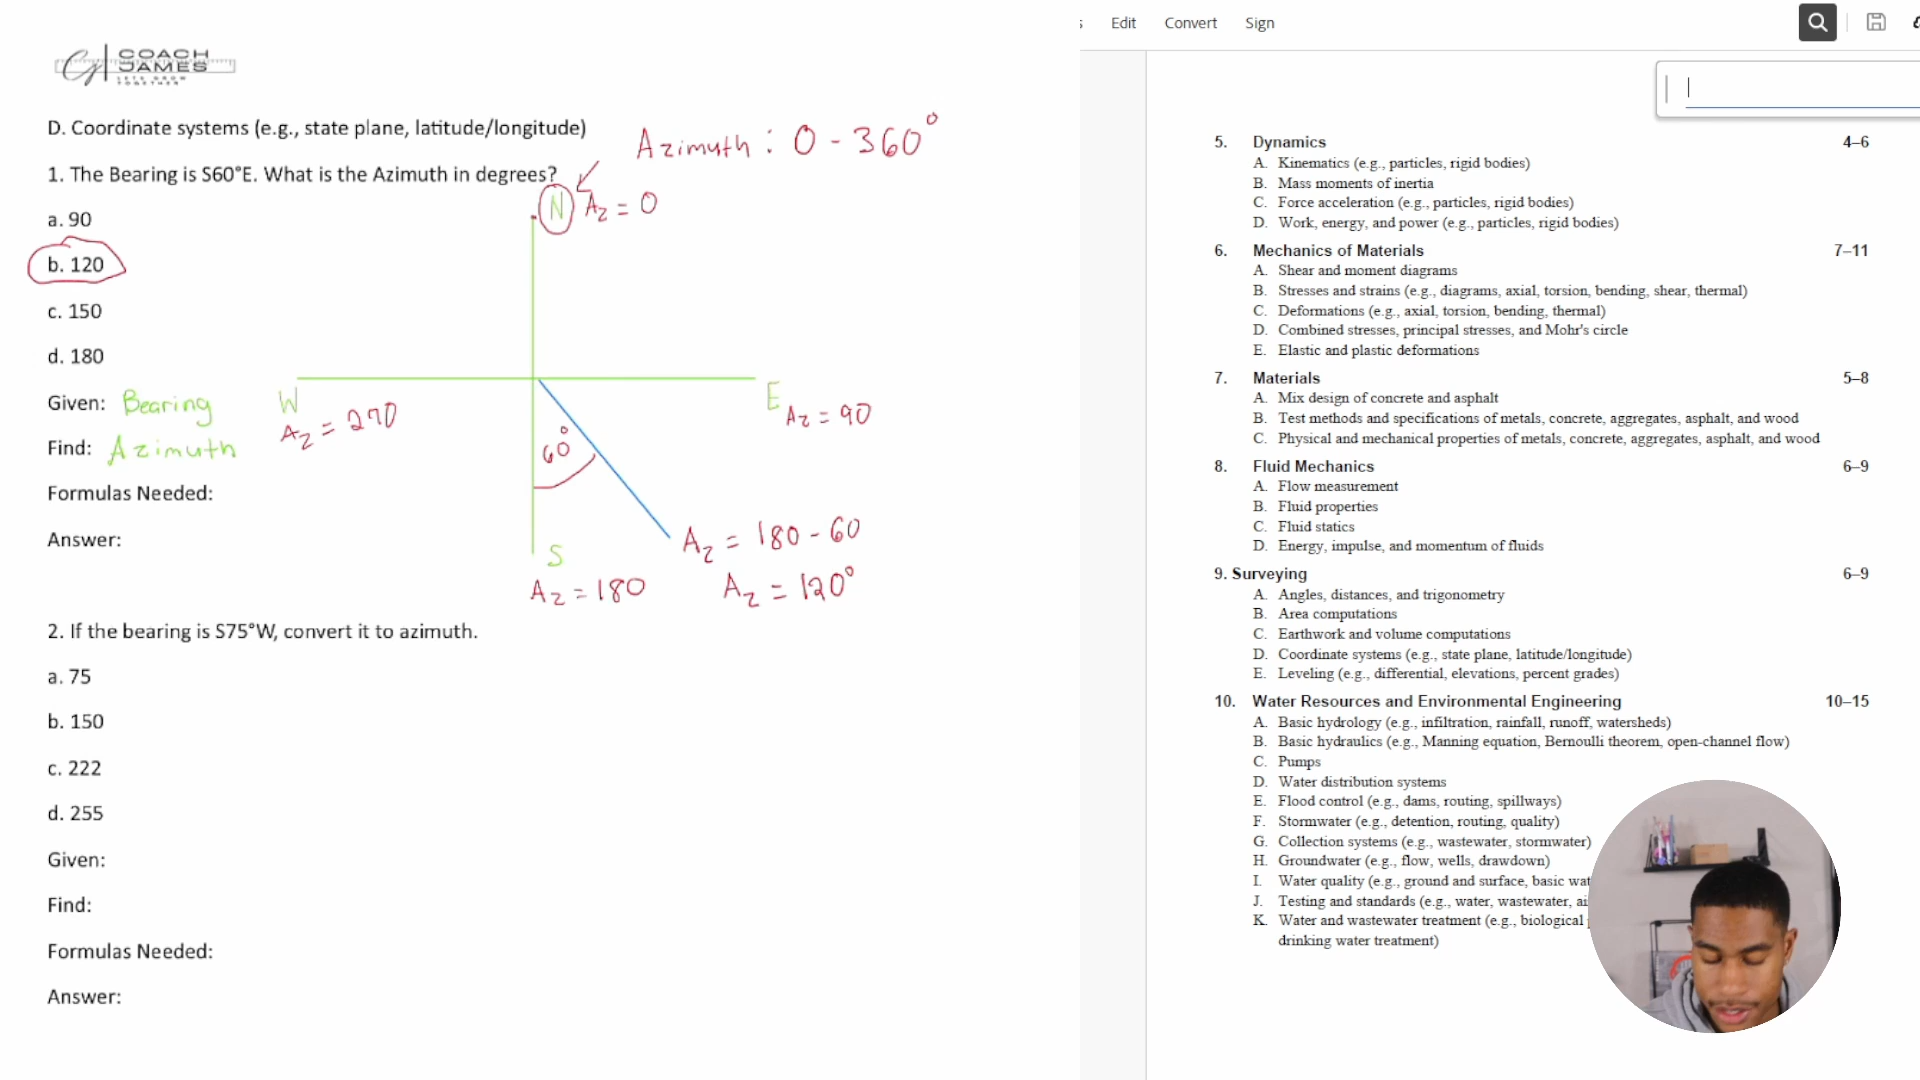 COACH
JAMES
LETS GROW
TOGETHER
D. Coordinate systems (e.g., state plane, latitude/longitude)
Azimuth : 0 - 360°
1. The Bearing is S60°E. What is the Azimuth in degrees?
N Az = 0
a. 90
b. 120
c. 150
d. 180
Given: Bearing
Find: Azimuth
Formulas Needed:
Answer:
W
Az = 270
E
Az = 90
60°
S
Az = 180
Az = 180 - 60
Az = 120°
2. If the bearing is S75°W, convert it to azimuth.
a. 75
b. 150
c. 222
d. 255
Given:
Find:
Formulas Needed:
Answer:
Edit Convert Sign
5. Dynamics 4–6
A. Kinematics (e.g., particles, rigid bodies)
B. Mass moments of inertia
C. Force acceleration (e.g., particles, rigid bodies)
D. Work, energy, and power (e.g., particles, rigid bodies)
6. Mechanics of Materials 7–11
A. Shear and moment diagrams
B. Stresses and strains (e.g., diagrams, axial, torsion, bending, shear, thermal)
C. Deformations (e.g., axial, torsion, bending, thermal)
D. Combined stresses, principal stresses, and Mohr's circle
E. Elastic and plastic deformations
7. Materials 5–8
A. Mix design of concrete and asphalt
B. Test methods and specifications of metals, concrete, aggregates, asphalt, and wood
C. Physical and mechanical properties of metals, concrete, aggregates, asphalt, and wood
8. Fluid Mechanics 6–9
A. Flow measurement
B. Fluid properties
C. Fluid statics
D. Energy, impulse, and momentum of fluids
9. Surveying 6–9
A. Angles, distances, and trigonometry
B. Area computations
C. Earthwork and volume computations
D. Coordinate systems (e.g., state plane, latitude/longitude)
E. Leveling (e.g., differential, elevations, percent grades)
10. Water Resources and Environmental Engineering 10–15
A. Basic hydrology (e.g., infiltration, rainfall, runoff, watersheds)
B. Basic hydraulics (e.g., Manning equation, Bernoulli theorem, open-channel flow)
C. Pumps
D. Water distribution systems
E. Flood control (e.g., dams, routing, spillways)
F. Stormwater (e.g., detention, routing, quality)
G. Collection systems (e.g., wastewater, stormwater)
H. Groundwater (e.g., flow, wells, drawdown)
I. Water quality (e.g., ground and surface, basic wat
J. Testing and standards (e.g., water, wastewater, ai
K. Water and wastewater treatment (e.g., biological
drinking water treatment)